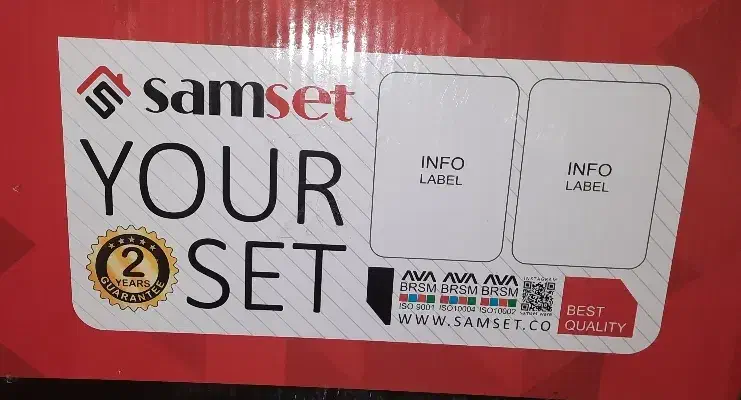 samset
YOUR
SET
2
YEARS
GUARANTEE
INFO
LABEL
INFO
LABEL
AVA AVA AVA
BRSM BRSM BRSM
ISO 9001 ISO10004 ISO10002
INSTAGRAM
WWW.SAMSET.CO
BEST
QUALITY